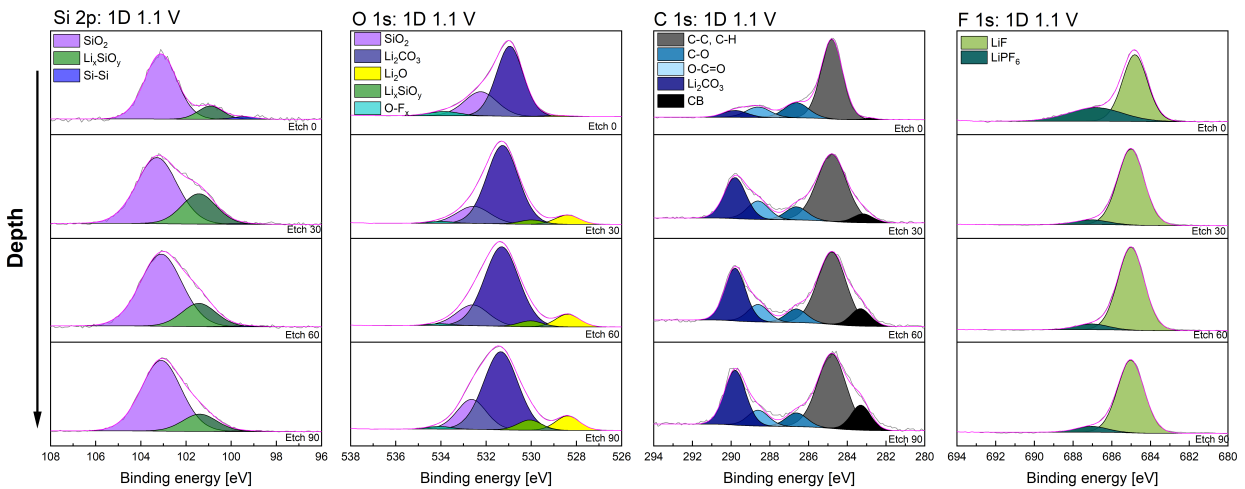 Si 2p: 1D 1.1 V
SiO₂
LiₓSiOᵧ
Si-Si
Etch 0
Etch 30
Etch 60
Etch 90
108 106 104 102 100 98 96
Binding energy [eV]
Depth
O 1s: 1D 1.1 V
SiO₂
Li₂CO₃
Li₂O
LiₓSiOᵧ
O-Fₓ
Etch 0
Etch 30
Etch 60
Etch 90
538 536 534 532 530 528 526
Binding energy [eV]
C 1s: 1D 1.1 V
C-C, C-H
C-O
O-C=O
Li₂CO₃
CB
Etch 0
Etch 30
Etch 60
Etch 90
294 292 290 288 286 284 282 280
Binding energy [eV]
F 1s: 1D 1.1 V
LiF
LiPF₆
Etch 0
Etch 30
Etch 60
Etch 90
694 692 690 688 686 684 682 680
Binding energy [eV]